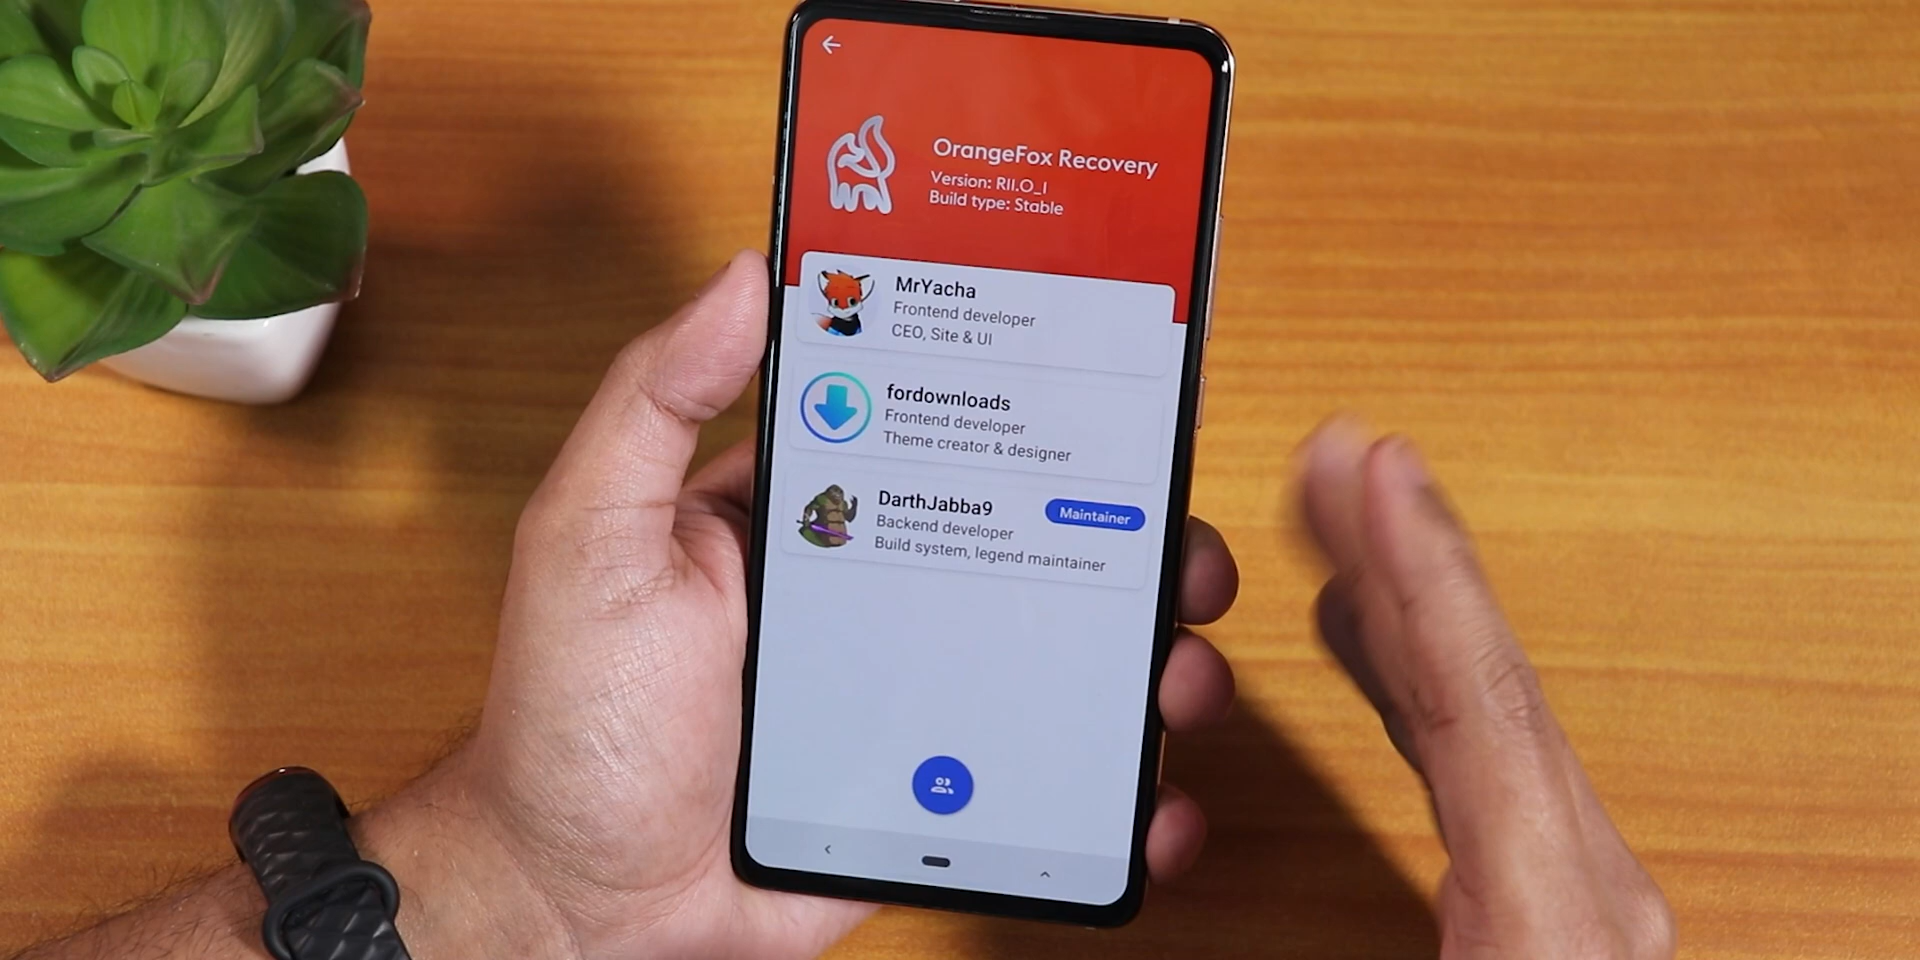 OrangeFox Recovery
Version: R11.0_1
Build type: Stable
MrYacha
Frontend developer
CEO, Site & UI
fordownloads
Frontend developer
Theme creator & designer
DarthJabba9
Maintainer
Backend developer
Build system, legend maintainer